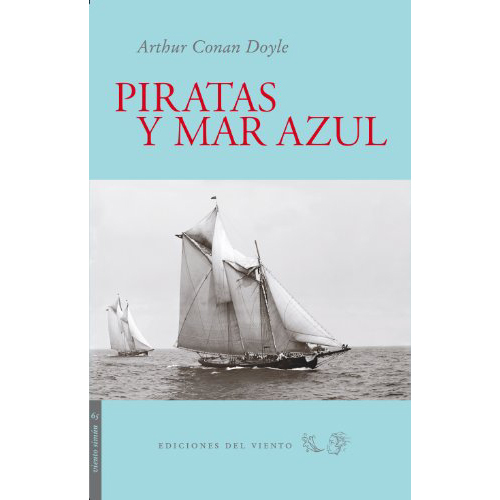 Arthur Conan Doyle
PIRATAS
Y MAR AZUL
65
viento simún
EDICIONES DEL VIENTO